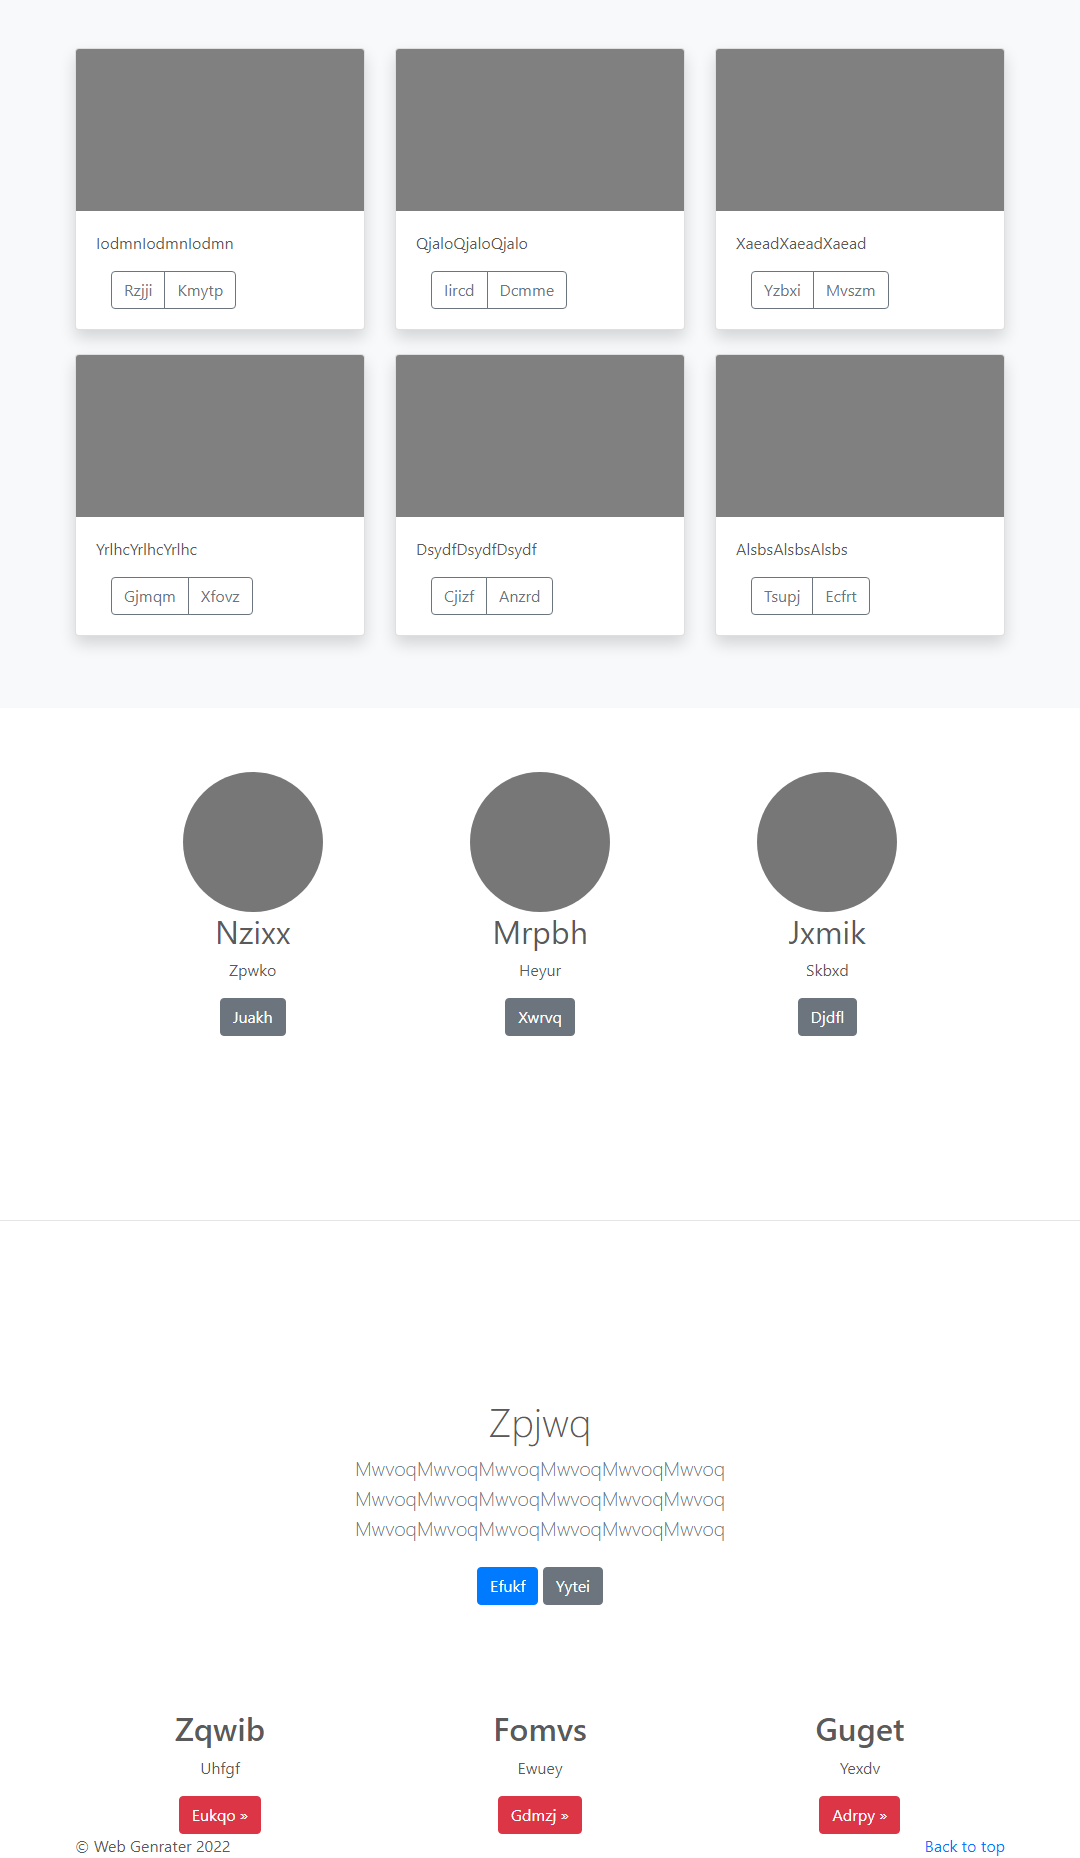 IodmnIodmnIodmn
Rzjji Kmytp
QjaloQjaloQjalo
Iircd Dcmme
XaeadXaeadXaead
Yzbxi Mvszm
YrlhcYrlhcYrlhc
Gjmqm Xfovz
DsydfDsydfDsydf
Cjizf Anzrd
AlsbsAlsbsAlsbs
Tsupj Ecfrt
Nzixx
Zpwko
Juakh
Mrpbh
Heyur
Xwrvq
Jxmik
Skbxd
Djdfl
Zpjwq
MwvoqMwvoqMwvoqMwvoqMwvoqMwvoq
MwvoqMwvoqMwvoqMwvoqMwvoqMwvoq
MwvoqMwvoqMwvoqMwvoqMwvoqMwvoq
Efukf Yytei
Zqwib
Uhfgf
Eukqo »
Fomvs
Ewuey
Gdmzj »
Guget
Yexdv
Adrpy »
© Web Genrater 2022
Back to top